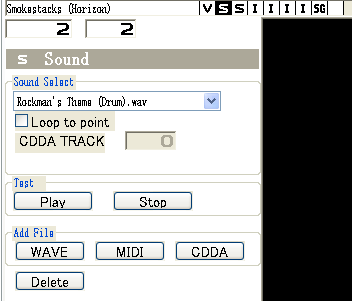 Smokestacks (Horizon) V S S I I I I SG
2 2
S Sound
Sound Select
Rockman's Theme (Drum).wav
Loop to point
CDDA TRACK 0
Test
Play Stop
Add File
WAVE MIDI CDDA
Delete